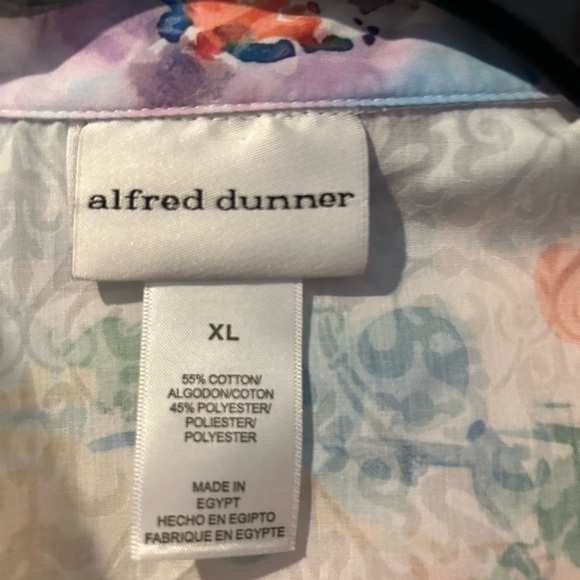 alfred dunner
XL
55% COTTON/
ALGODON/COTON
45% POLYESTER/
POLIESTER/
POLYESTER
MADE IN
EGYPT
HECHO EN EGIPTO
FABRIQUE EN EGYPTE